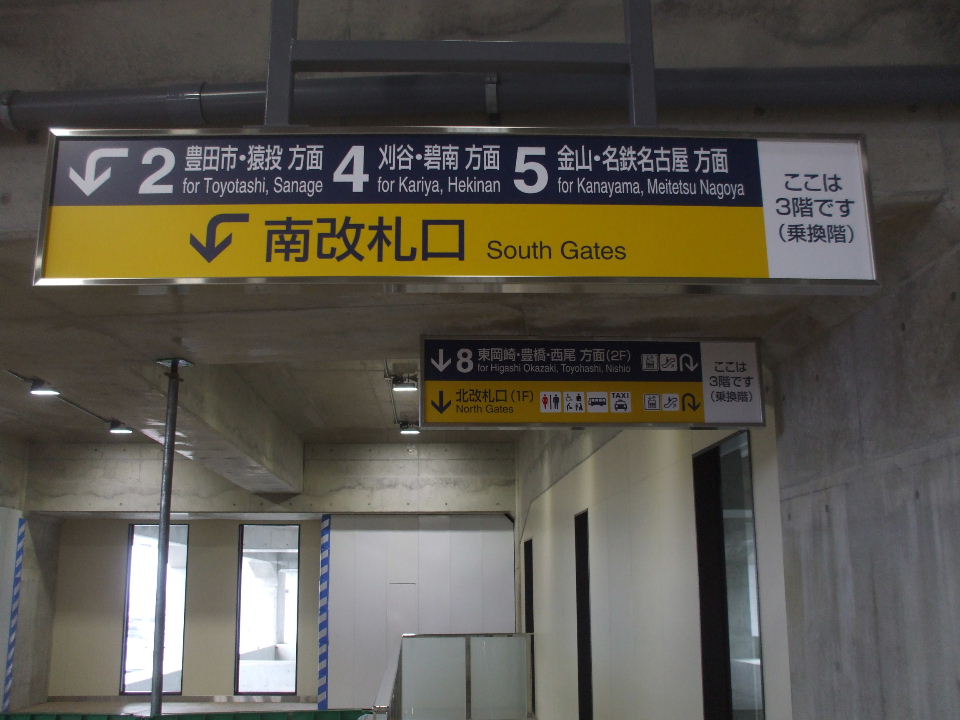 2 豊田市・猿投 方面 4 刈谷・碧南 方面 5 金山・名鉄名古屋 方面
for Toyotashi, Sanage for Kariya, Hekinan for Kanayama, Meitetsu Nagoya
南改札口 South Gates
ここは
3階です
(乗換階)
8 東岡崎・豊橋・西尾 方面(2F)
for Higashi Okazaki, Toyohashi, Nishio
北改札口(1F)
North Gates
TAXI
ここは
3階です
(乗換階)